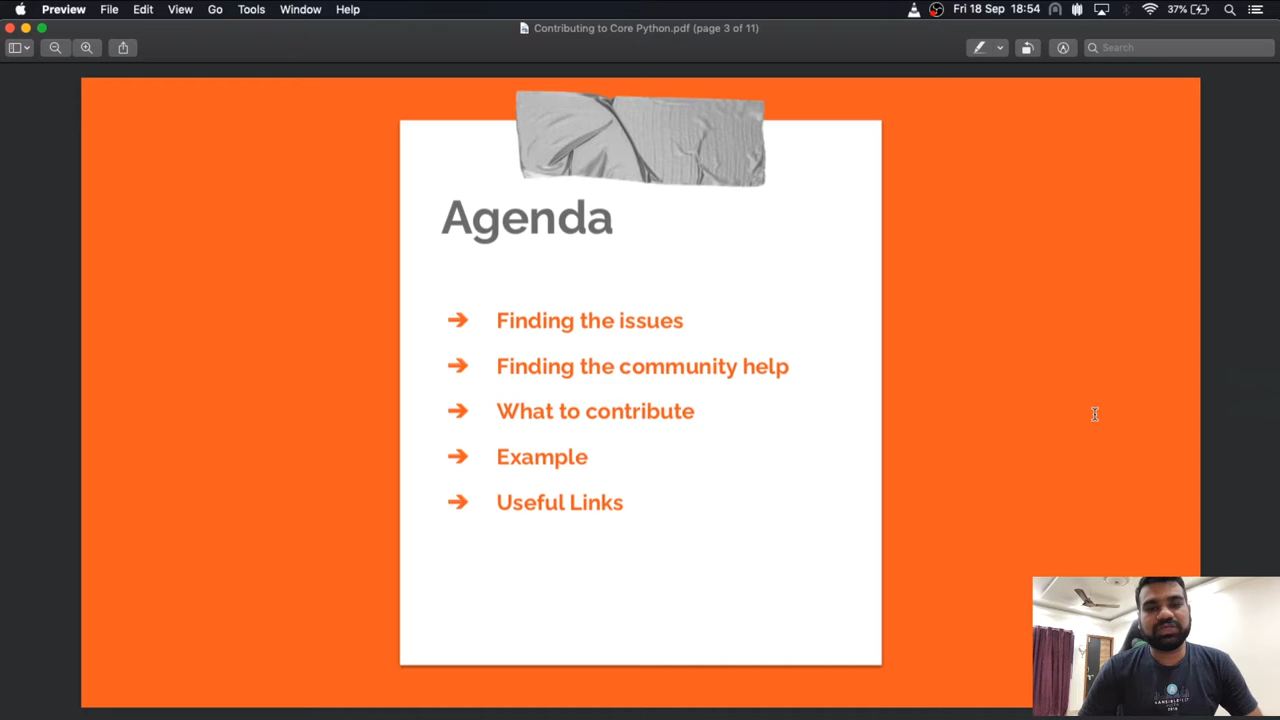 Preview File Edit View Go Tools Window Help Fri 18 Sep 18:54 37%
Contributing to Core Python.pdf (page 3 of 11)
Search
Agenda
➔ Finding the issues
➔ Finding the community help
➔ What to contribute
➔ Example
➔ Useful Links